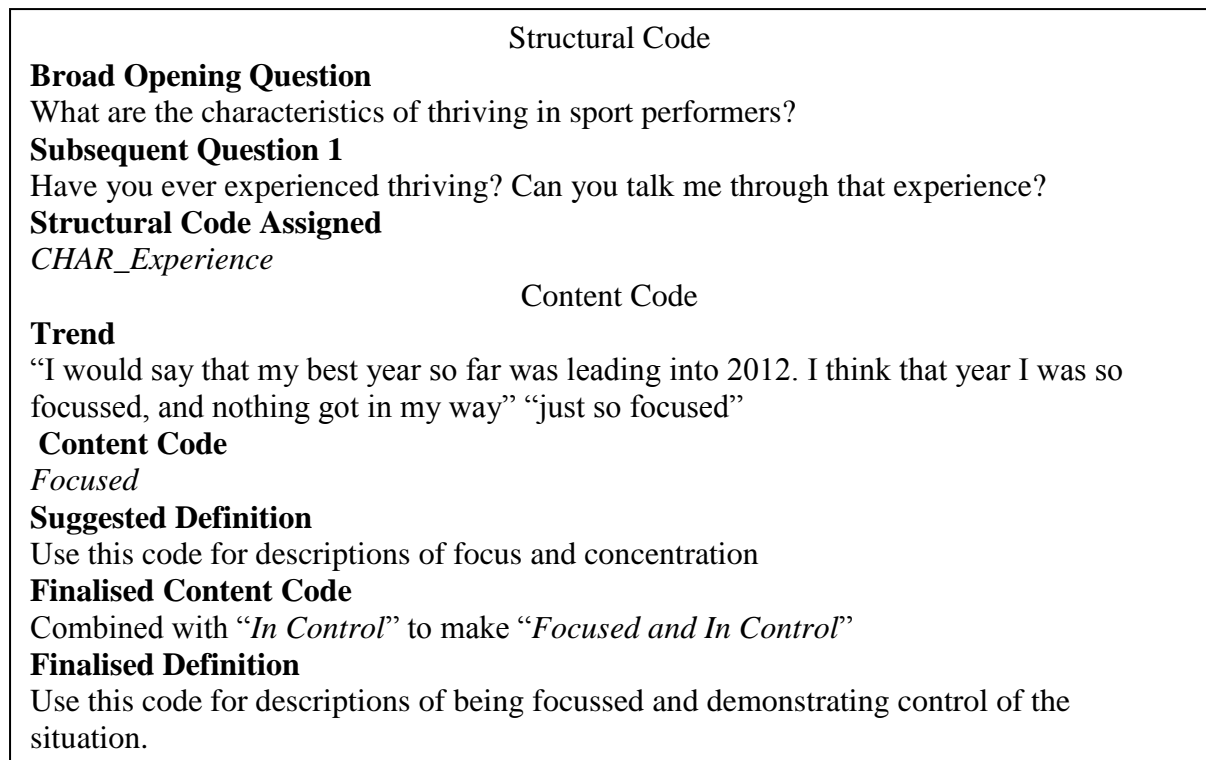 Structural Code
Broad Opening Question
What are the characteristics of thriving in sport performers?
Subsequent Question 1
Have you ever experienced thriving? Can you talk me through that experience?
Structural Code Assigned
CHAR_Experience
Content Code
Trend
“I would say that my best year so far was leading into 2012. I think that year I was so
focussed, and nothing got in my way” “just so focused”
Content Code
Focused
Suggested Definition
Use this code for descriptions of focus and concentration
Finalised Content Code
Combined with “In Control” to make “Focused and In Control”
Finalised Definition
Use this code for descriptions of being focussed and demonstrating control of the
situation.